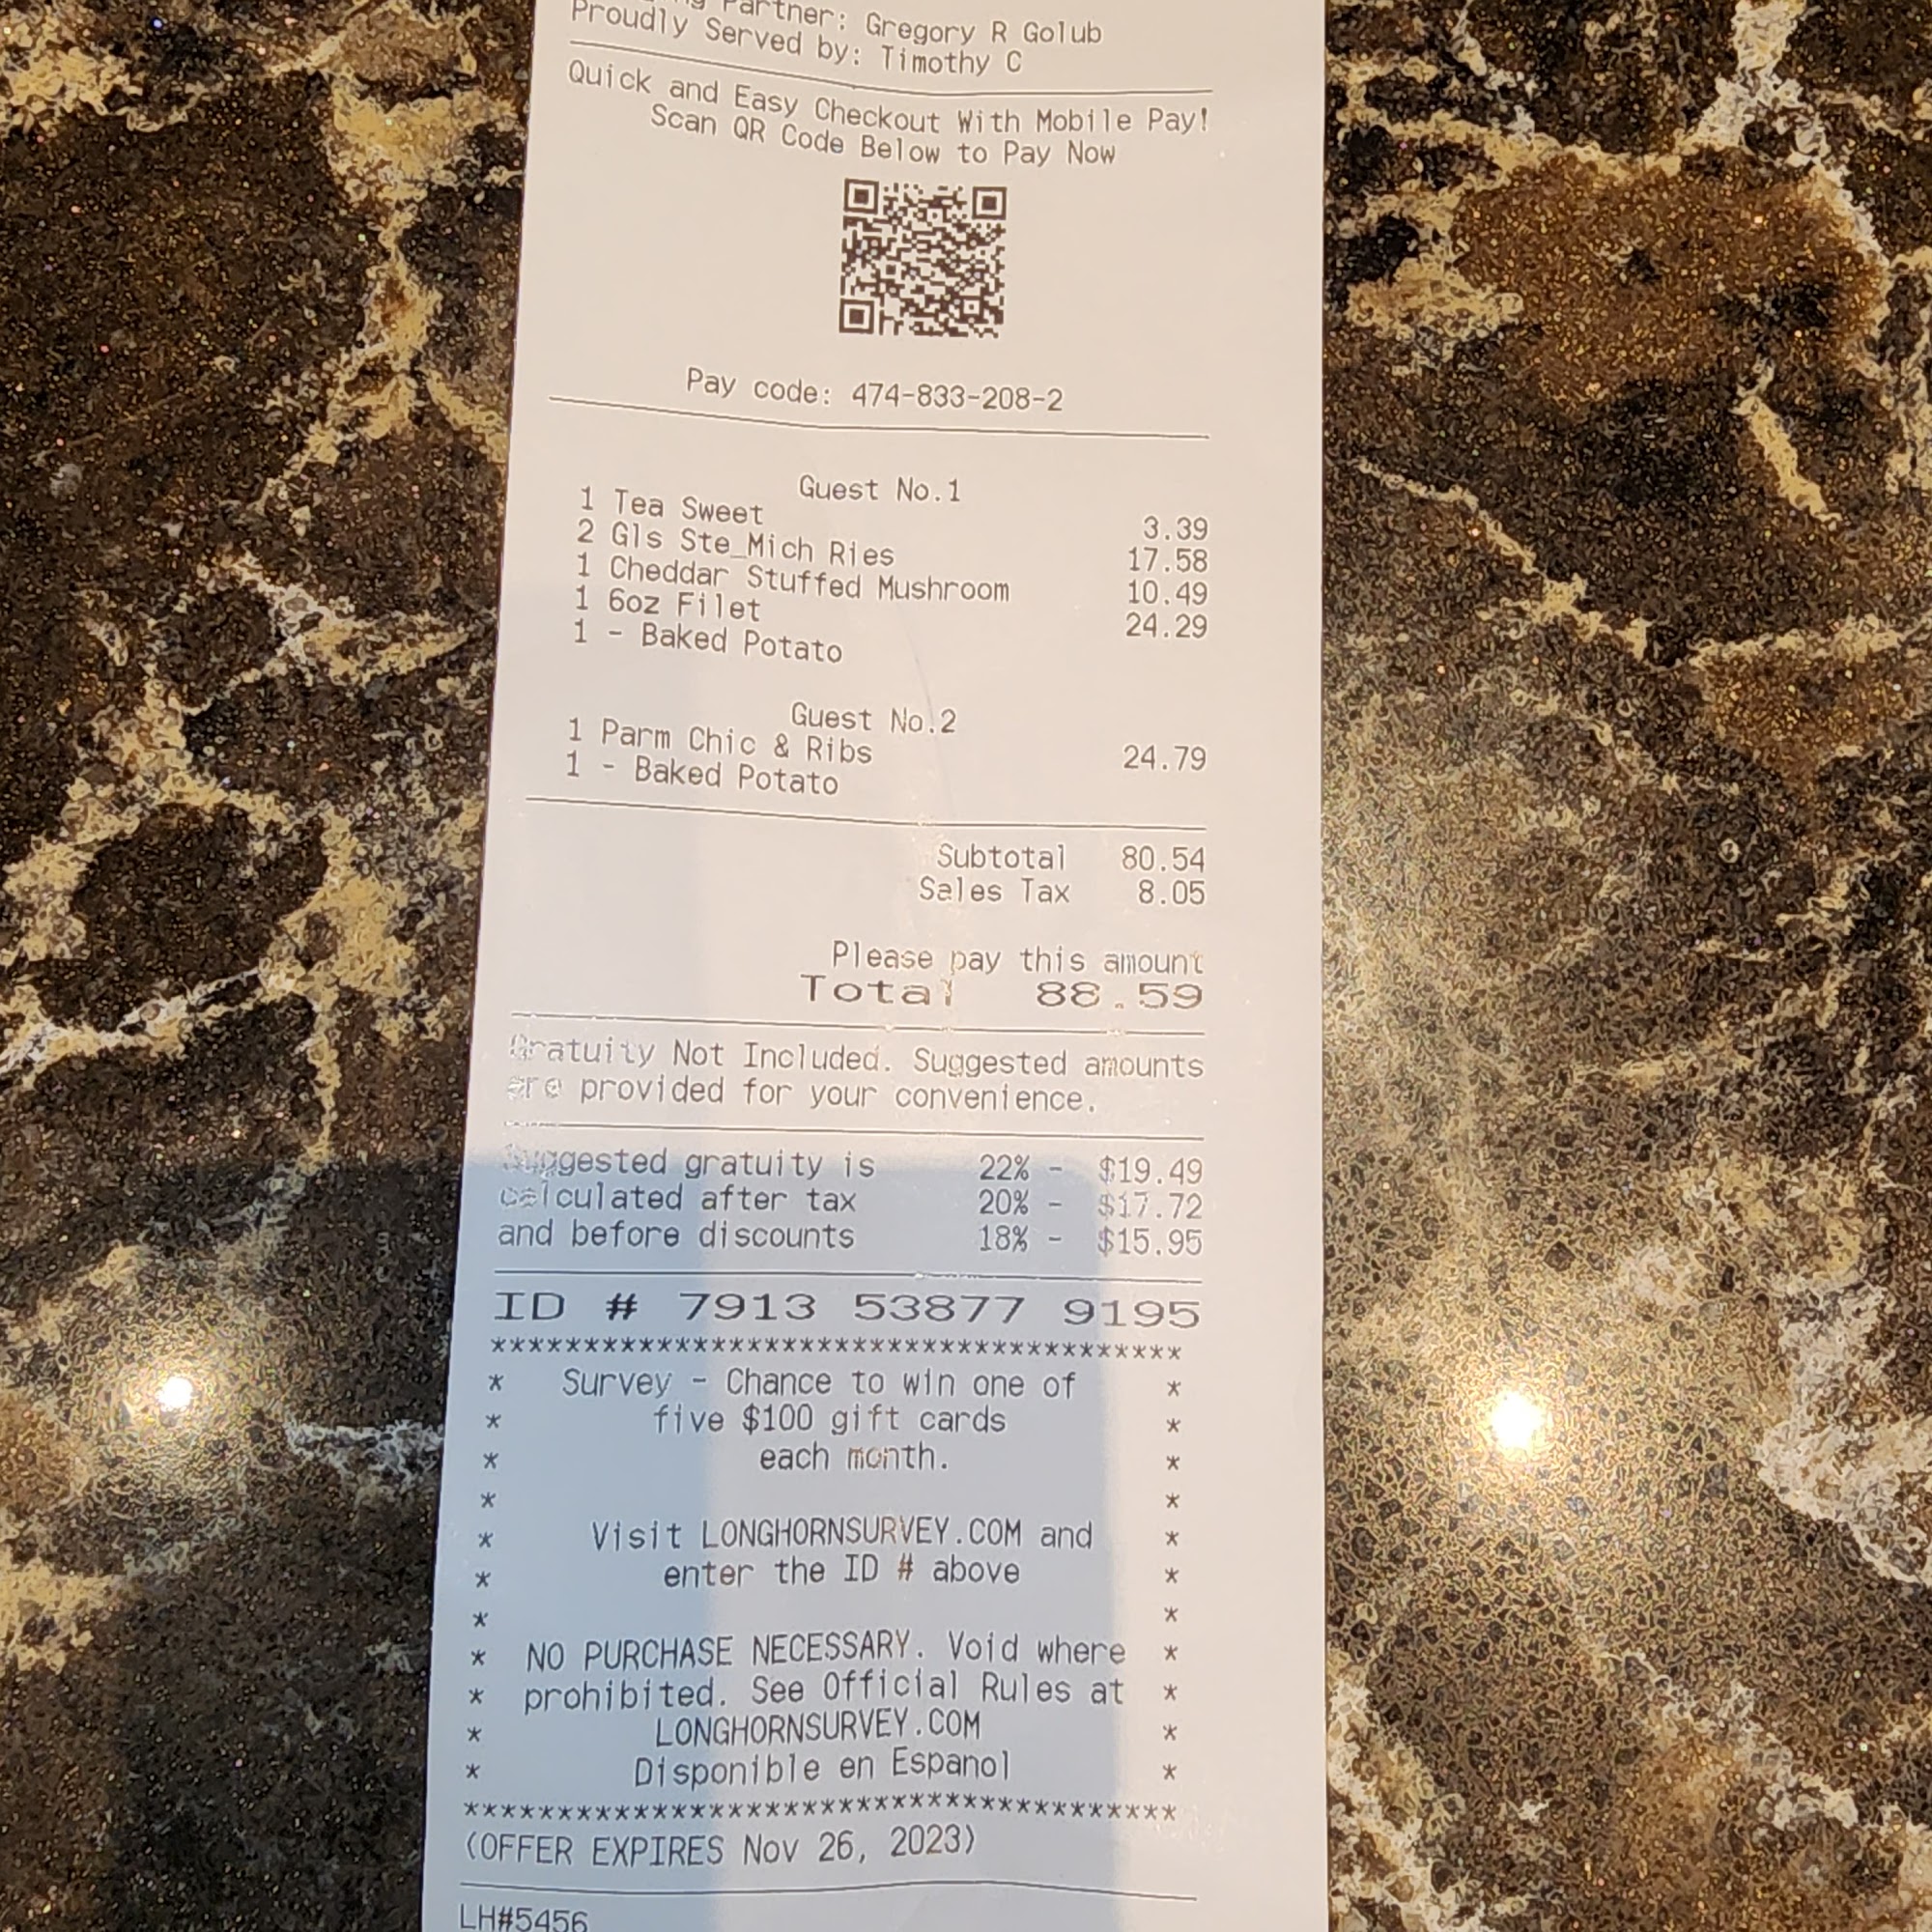 Partner: Gregory R Golub
Proudly Served by: Timothy C
Quick and Easy Checkout With Mobile Pay!
Scan QR Code Below to Pay Now
Pay code: 474-833-208-2
Guest No.1
1 Tea Sweet 3.39
2 Gls Ste_Mich Ries 17.58
1 Cheddar Stuffed Mushroom 10.49
1 6oz Filet 24.29
1 - Baked Potato
Guest No.2
1 Parm Chic & Ribs 24.79
1 - Baked Potato
Subtotal 80.54
Sales Tax 8.05
Please pay this amount
Total 88.59
Gratuity Not Included. Suggested amounts
are provided for your convenience.
Suggested gratuity is 22% - $19.49
calculated after tax 20% - $17.72
and before discounts 18% - $15.95
ID # 7913 53877 9195
**************************************
* Survey - Chance to win one of *
* five $100 gift cards *
* each month. *
* *
* Visit LONGHORNSURVEY.COM and *
* enter the ID # above *
* *
* NO PURCHASE NECESSARY. Void where *
* prohibited. See Official Rules at *
* LONGHORNSURVEY.COM *
* Disponible en Espanol *
**************************************
(OFFER EXPIRES Nov 26, 2023)
LH#5456